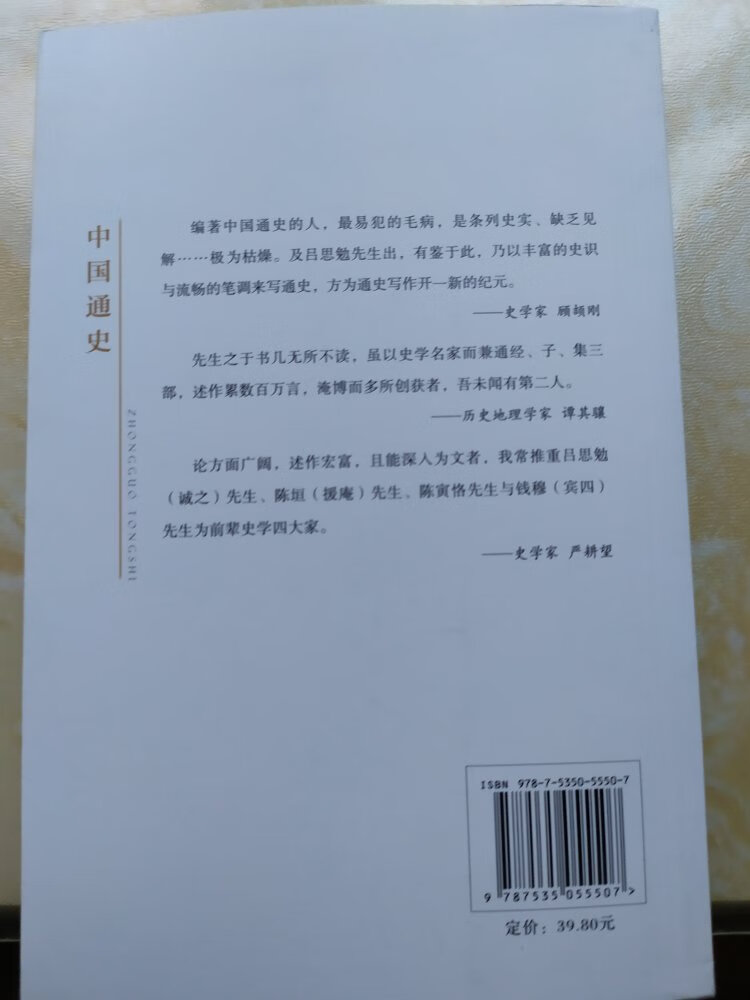 中国通史
ZHONGGUO TONGSHI
编著中国通史的人，最易犯的毛病，是条列史实、缺乏见
解……极为枯燥。及吕思勉先生出，有鉴于此，乃以丰富的史识
与流畅的笔调来写通史，方为通史写作开一新的纪元。
——史学家 顾颉刚
先生之于书几无所不读，虽以史学名家而兼通经、子、集三
部，述作累数百万言，淹博而多所创获者，吾未闻有第二人。
——历史地理学家 谭其骧
论方面广阔，述作宏富，且能深入为文者，我常推重吕思勉
（诚之）先生、陈垣（援庵）先生、陈寅恪先生与钱穆（宾四）
先生为前辈史学四大家。
——史学家 严耕望
ISBN 978-7-5350-5550-7
9 787535 055507 >
定价：39.80元